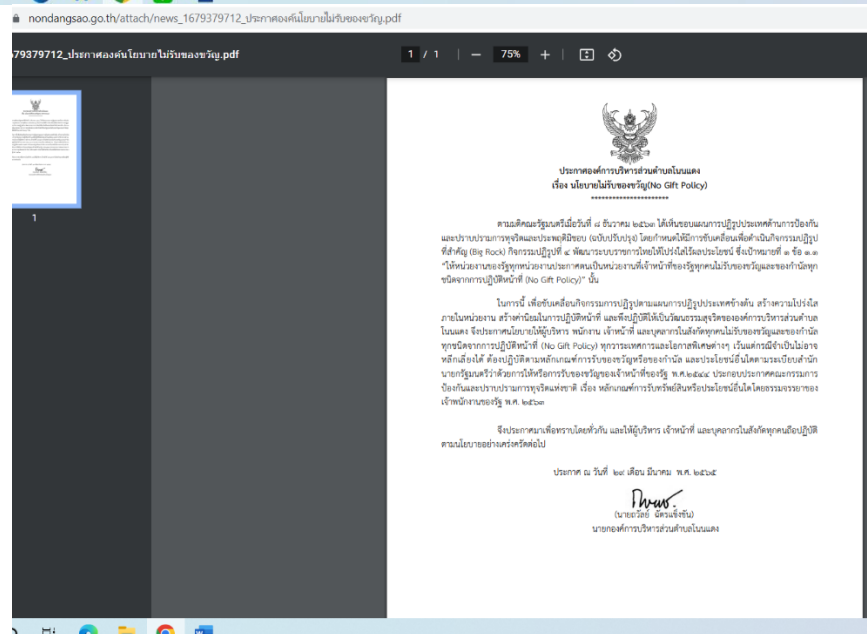 nondangsao.go.th/attach/news_1679379712_ประกาศองค์นโยบายไม่รับของขวัญ.pdf
79379712_ประกาศองค์นโยบายไม่รับของขวัญ.pdf
1 / 1 | − 75% + |
1
ประกาศองค์การบริหารส่วนตำบลโนนแดง
เรื่อง นโยบายไม่รับของขวัญ(No Gift Policy)
***********************
ตามมติคณะรัฐมนตรีเมื่อวันที่ ๘ ธันวาคม ๒๕๖๓ ได้เห็นชอบแผนการปฏิรูปประเทศด้านการป้องกัน
และปราบปรามการทุจริตและประพฤติมิชอบ (ฉบับปรับปรุง) โดยกำหนดให้มีการขับเคลื่อนเพื่อดำเนินกิจกรรมปฏิรูป
ที่สำคัญ (Big Rock) กิจกรรมปฏิรูปที่ ๔ พัฒนาระบบราชการไทยให้โปร่งใสไร้ผลประโยชน์ ซึ่งเป้าหมายที่ ๑ ข้อ ๑.๑
"ให้หน่วยงานของรัฐทุกหน่วยงานประกาศตนเป็นหน่วยงานที่เจ้าหน้าที่ของรัฐทุกคนไม่รับของขวัญและของกำนัลทุก
ชนิดจากการปฏิบัติหน้าที่ (No Gift Policy)" นั้น
ในการนี้ เพื่อขับเคลื่อนกิจกรรมการปฏิรูปตามแผนการปฏิรูปประเทศข้างต้น สร้างความโปร่งใส
ภายในหน่วยงาน สร้างค่านิยมในการปฏิบัติหน้าที่ และพึงปฏิบัติให้เป็นวัฒนธรรมสุจริตขององค์การบริหารส่วนตำบล
โนนแดง จึงประกาศนโยบายให้ผู้บริหาร พนักงาน เจ้าหน้าที่ และบุคลากรในสังกัดทุกคนไม่รับของขวัญและของกำนัล
ทุกชนิดจากการปฏิบัติหน้าที่ (No Gift Policy) ทุกวาระเทศการและโอกาสพิเศษต่างๆ เว้นแต่กรณีจำเป็นไม่อาจ
หลีกเลี่ยงได้ ต้องปฏิบัติตามหลักเกณฑ์การรับของขวัญหรือของกำนัล และประโยชน์อื่นใดตามระเบียบสำนัก
นายกรัฐมนตรีว่าด้วยการให้หรือการรับของขวัญของเจ้าหน้าที่ของรัฐ พ.ศ.๒๕๔๔ ประกอบประกาศคณะกรรมการ
ป้องกันและปราบปรามการทุจริตแห่งชาติ เรื่อง หลักเกณฑ์การรับทรัพย์สินหรือประโยชน์อื่นใดโดยธรรมจรรยาของ
เจ้าพนักงานของรัฐ พ.ศ. ๒๕๖๓
จึงประกาศมาเพื่อทราบโดยทั่วกัน และให้ผู้บริหาร เจ้าหน้าที่ และบุคลากรในสังกัดทุกคนถือปฏิบัติ
ตามนโยบายอย่างเคร่งครัดต่อไป
ประกาศ ณ วันที่ ๒๙ เดือน มีนาคม พ.ศ. ๒๕๖๕
(นายถวัลย์ ฉัตรแข็งขัน)
นายกองค์การบริหารส่วนตำบลโนนแดง